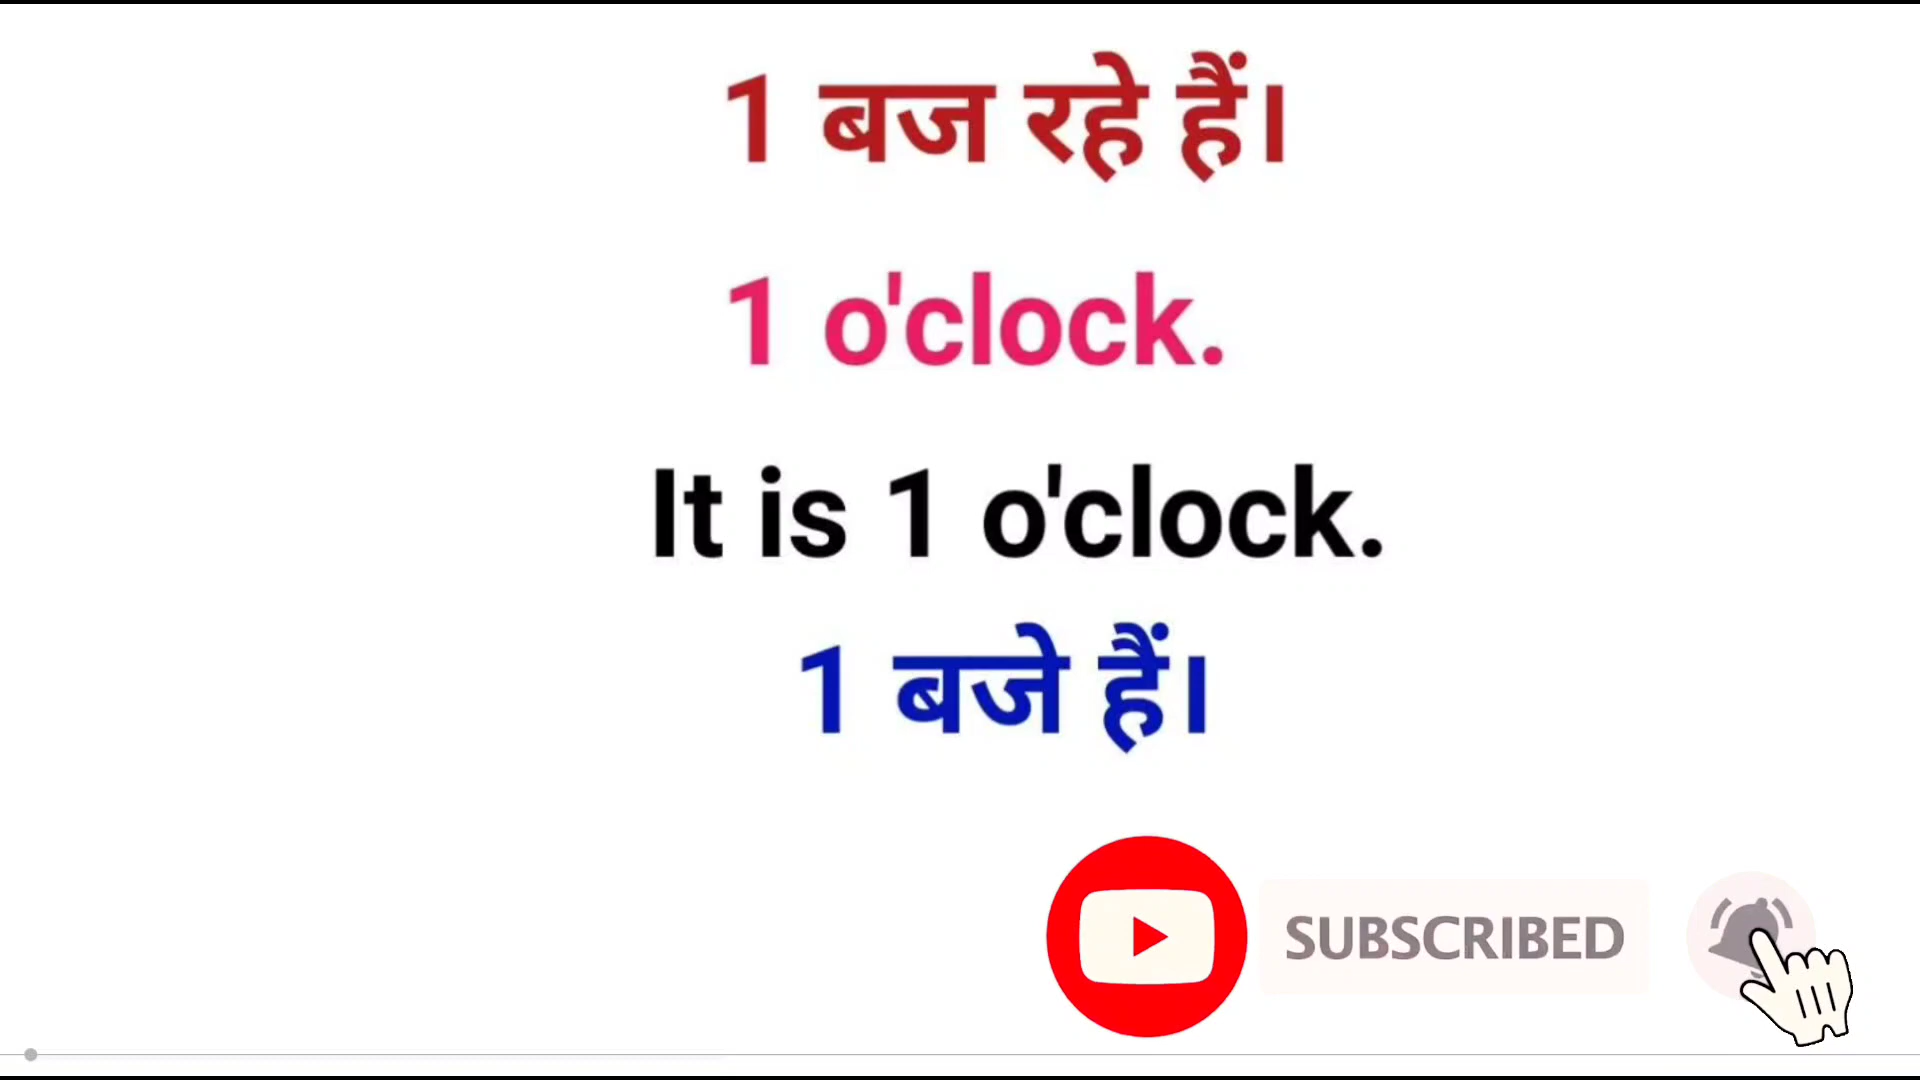 1 बज रहे हैं।
1 o'clock.
It is 1 o'clock.
1 बजे हैं।
SUBSCRIBED